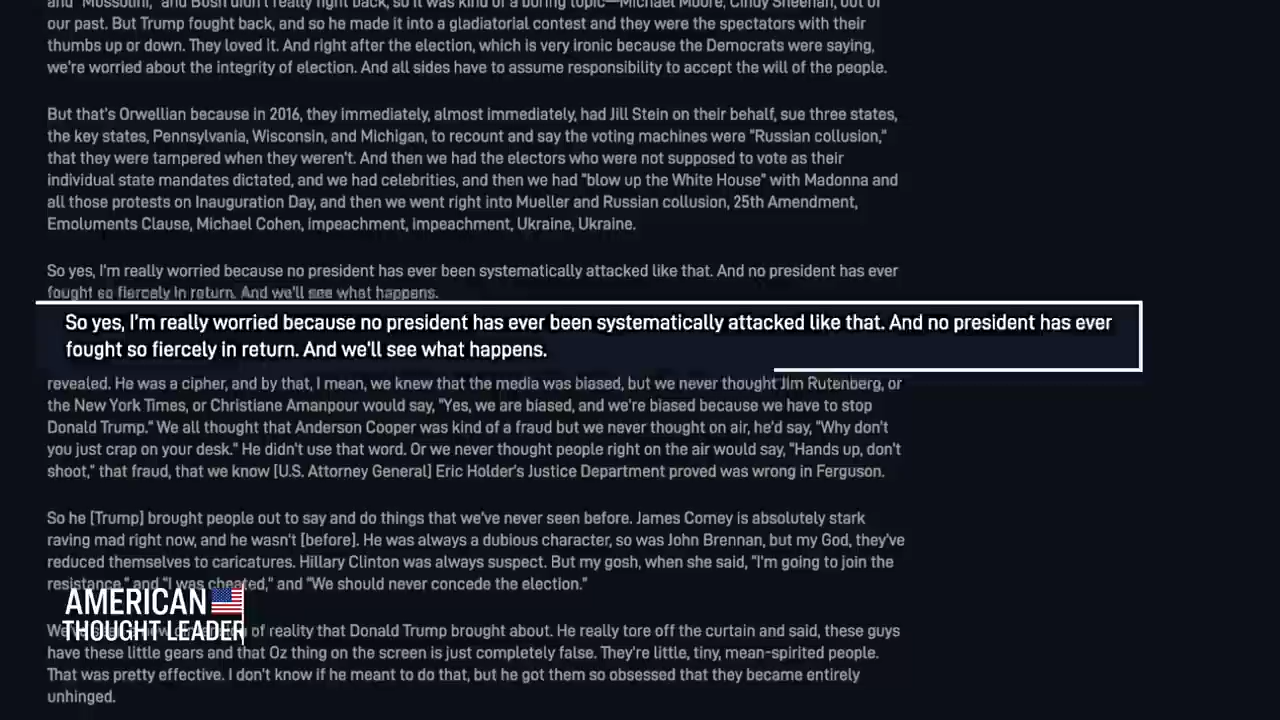 and "Mussolini," and Bush didn't really fight back, so it was kind of a boring topic—Michael Moore, Cindy Sheehan, out of
our past. But Trump fought back, and so he made it into a gladiatorial contest and they were the spectators with their
thumbs up or down. They loved it. And right after the election, which is very ironic because the Democrats were saying,
we're worried about the integrity of election. And all sides have to assume responsibility to accept the will of the people.
But that's Orwellian because in 2016, they immediately, almost immediately, had Jill Stein on their behalf, sue three states,
the key states, Pennsylvania, Wisconsin, and Michigan, to recount and say the voting machines were "Russian collusion,"
that they were tampered when they weren't. And then we had the electors who were not supposed to vote as their
individual state mandates dictated, and we had celebrities, and then we had "blow up the White House" with Madonna and
all those protests on Inauguration Day, and then we went right into Mueller and Russian collusion, 25th Amendment,
Emoluments Clause, Michael Cohen, impeachment, impeachment, Ukraine, Ukraine.
So yes, I'm really worried because no president has ever been systematically attacked like that. And no president has ever
fought so fiercely in return. And we'll see what happens.
So yes, I'm really worried because no president has ever been systematically attacked like that. And no president has ever
fought so fiercely in return. And we'll see what happens.
revealed. He was a cipher, and by that, I mean, we knew that the media was biased, but we never thought Jim Rutenberg, or
the New York Times, or Christiane Amanpour would say, "Yes, we are biased, and we're biased because we have to stop
Donald Trump." We all thought that Anderson Cooper was kind of a fraud but we never thought on air, he'd say, "Why don't
you just crap on your desk." He didn't use that word. Or we never thought people right on the air would say, "Hands up, don't
shoot," that fraud, that we know [U.S. Attorney General] Eric Holder's Justice Department proved was wrong in Ferguson.
So he [Trump] brought people out to say and do things that we've never seen before. James Comey is absolutely stark
raving mad right now, and he wasn't [before]. He was always a dubious character, so was John Brennan, but my God, they've
reduced themselves to caricatures. Hillary Clinton was always suspect. But my gosh, when she said, "I'm going to join the
resistance," and "I was cheated," and "We should never concede the election."
AMERICAN
THOUGHT LEADER
of reality that Donald Trump brought about. He really tore off the curtain and said, these guys
have these little gears and that Oz thing on the screen is just completely false. They're little, tiny, mean-spirited people.
That was pretty effective. I don't know if he meant to do that, but he got them so obsessed that they became entirely
unhinged.